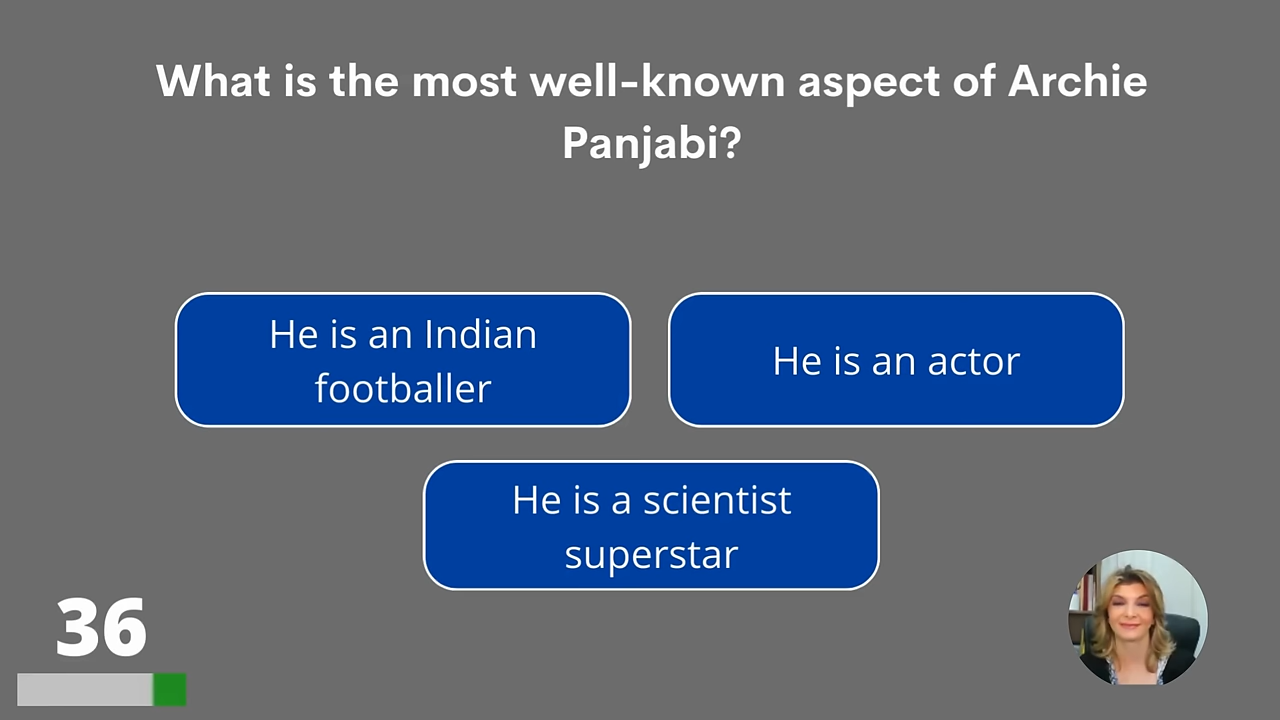 What is the most well-known aspect of Archie
Panjabi?
He is an Indian
footballer
He is an actor
He is a scientist
superstar
36